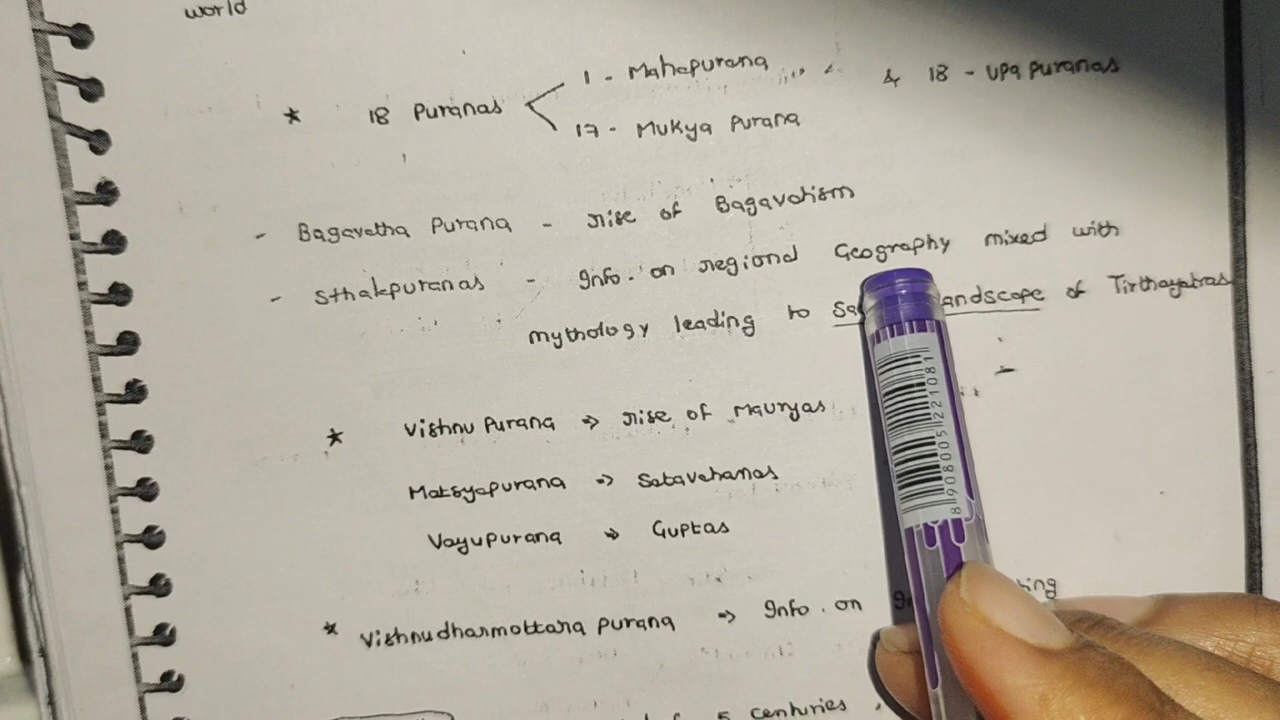 world
* 18 Puranas < 1 - Mahapurana & 18 - upapuranas
17 - Mukya Purana
- Bagavatha Purana - rise of Bagavatism
- Sthalpuranas - Info. on regional Geography mixed with
mythology leading to landscape of Tirthayatras
* Vishnu Purana => rise of Mauryas
Matsyapurana => Satavahanas
Vayupurana => Guptas
* Vishnudharmottara purana => Info. on
5 centuries
8908005221081